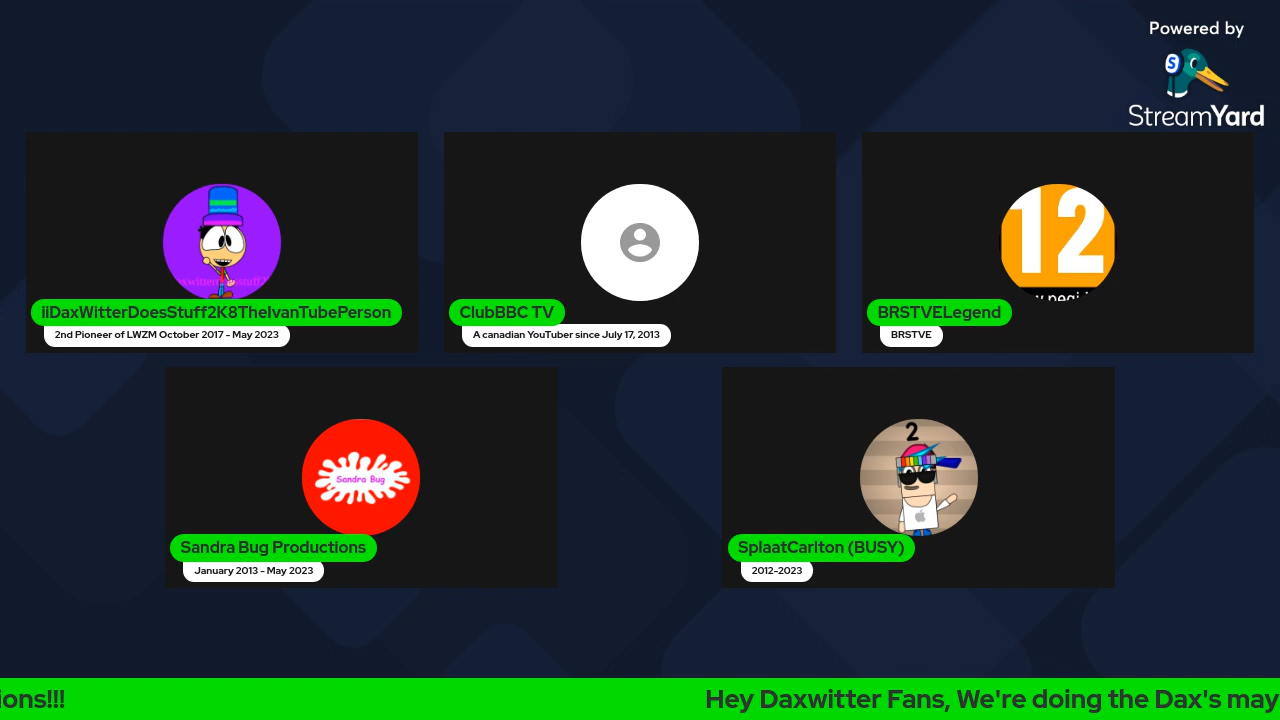 Powered by
S
StreamYard
iiDaxWitterDoesStuff2K8TheIvanTubePerson
2nd Pioneer of LWZM October 2017 - May 2023
ClubBBC TV
A canadian YouTuber since July 17, 2013
12
BRSTVELegend
BRSTVE
Sandra Bug
Sandra Bug Productions
January 2013 - May 2023
2
SplaatCarlton (BUSY)
2012-2023
ions!!!
Hey Daxwitter Fans, We're doing the Dax's may